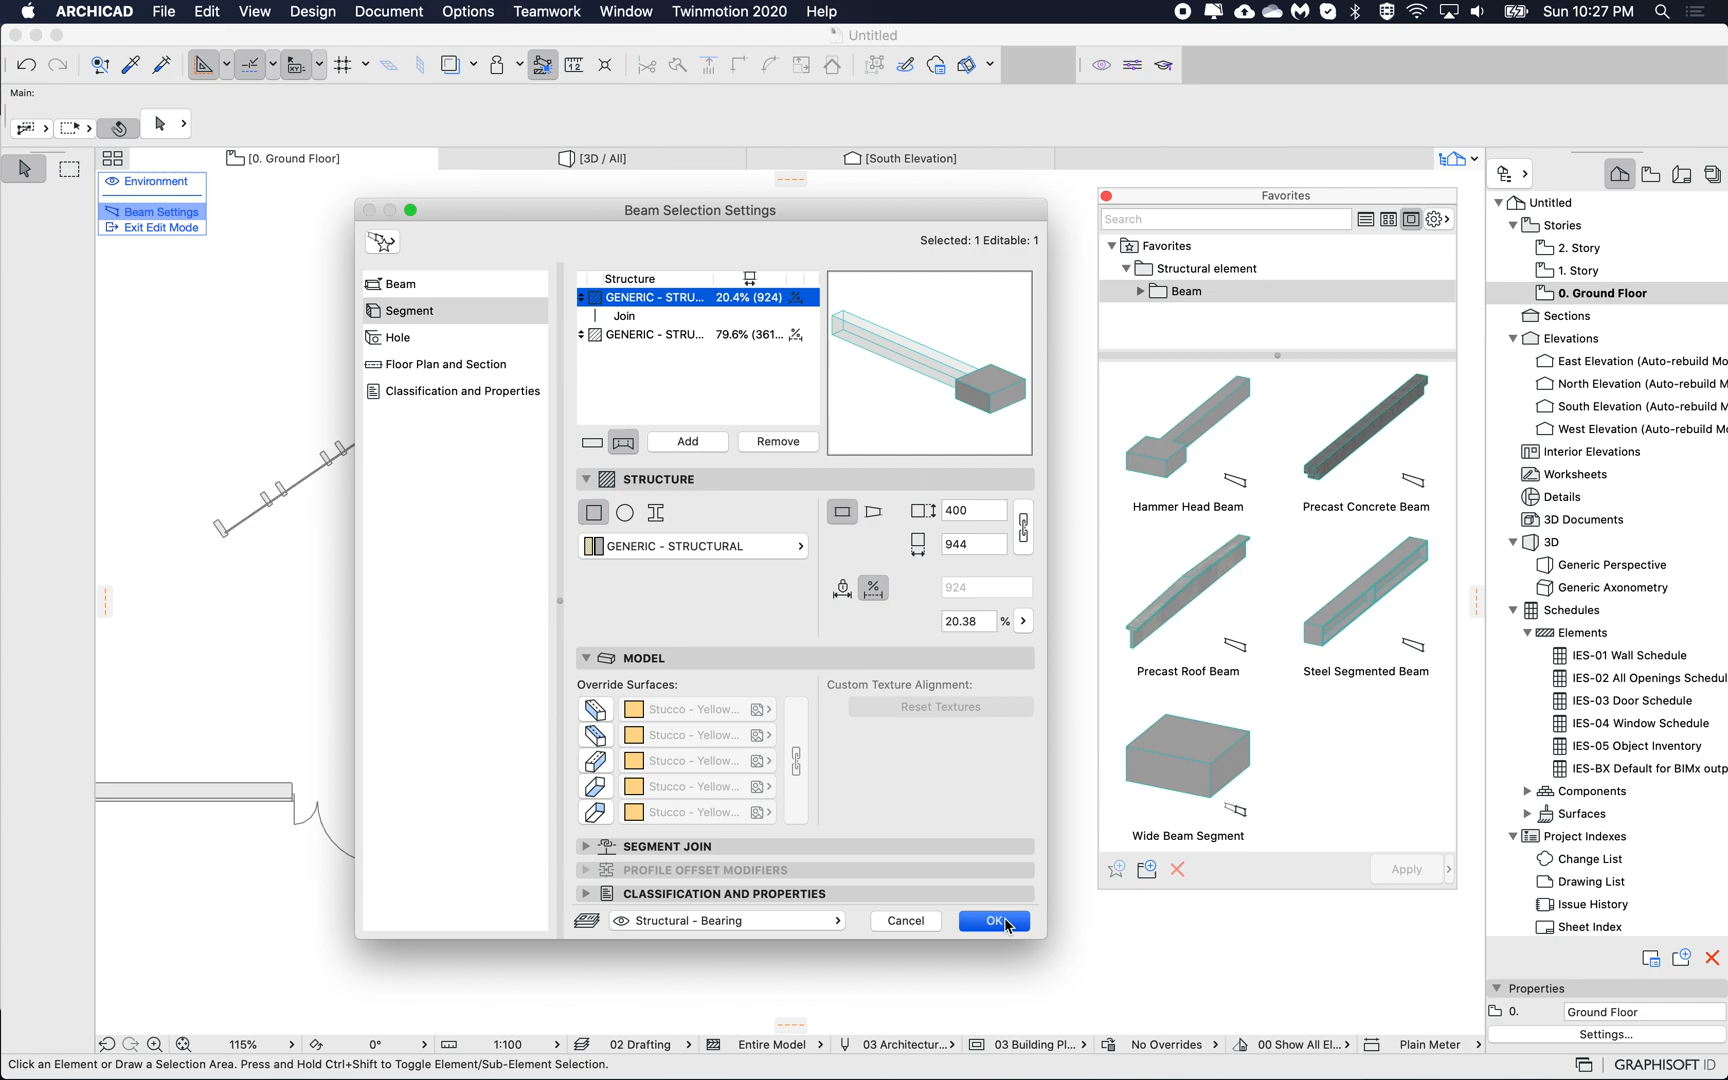 ARCHICAD File Edit View Design Document Options Teamwork Window Twinmotion 2020 Help Sun 10:27 PM
Untitled
Main:
[0. Ground Floor] [3D / All] [South Elevation]
Environment
Beam Settings
Exit Edit Mode
Beam Selection Settings
Selected: 1 Editable: 1
Beam
Segment
Hole
Floor Plan and Section
Classification and Properties
Structure
GENERIC - STRU... 20.4% (924)
Join
GENERIC - STRU... 79.6% (361...
Add Remove
STRUCTURE
400
GENERIC - STRUCTURAL
944
924
20.38 %
MODEL
Override Surfaces: Custom Texture Alignment:
Stucco - Yellow... Reset Textures
Stucco - Yellow...
Stucco - Yellow...
Stucco - Yellow...
Stucco - Yellow...
SEGMENT JOIN
PROFILE OFFSET MODIFIERS
CLASSIFICATION AND PROPERTIES
Structural - Bearing Cancel OK
Favorites
Search
Favorites
Structural element
Beam
Hammer Head Beam Precast Concrete Beam
Precast Roof Beam Steel Segmented Beam
Wide Beam Segment
Apply
Untitled
Stories
2. Story
1. Story
0. Ground Floor
Sections
Elevations
East Elevation (Auto-rebuild Mo
North Elevation (Auto-rebuild M
South Elevation (Auto-rebuild M
West Elevation (Auto-rebuild Mo
Interior Elevations
Worksheets
Details
3D Documents
3D
Generic Perspective
Generic Axonometry
Schedules
Elements
IES-01 Wall Schedule
IES-02 All Openings Schedul
IES-03 Door Schedule
IES-04 Window Schedule
IES-05 Object Inventory
IES-BX Default for BIMx outp
Components
Surfaces
Project Indexes
Change List
Drawing List
Issue History
Sheet Index
Properties
0. Ground Floor
Settings...
115% 0° 1:100 02 Drafting Entire Model 03 Architectur... 03 Building Pl... No Overrides 00 Show All El... Plain Meter
Click an Element or Draw a Selection Area. Press and Hold Ctrl+Shift to Toggle Element/Sub-Element Selection.
GRAPHISOFT ID